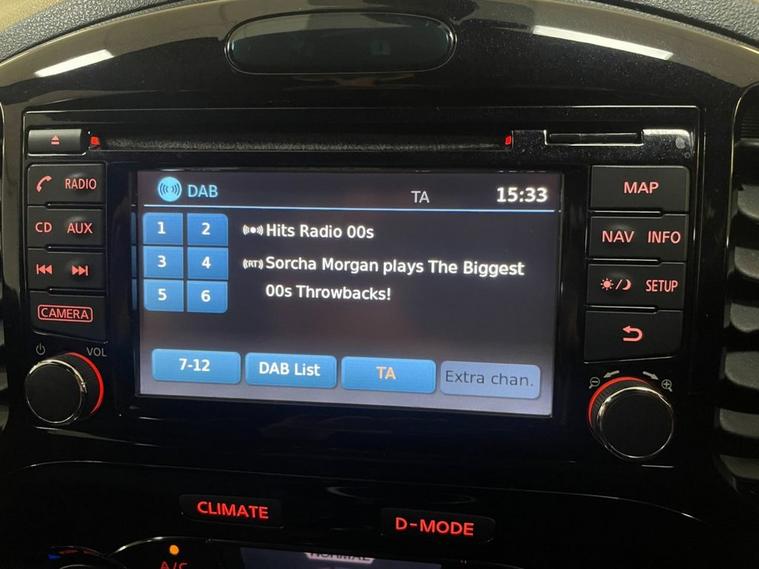 DAB TA 15:33
RADIO
CD AUX
CAMERA
VOL
1 2
3 4
5 6
Hits Radio 00s
(RT) Sorcha Morgan plays The Biggest
00s Throwbacks!
7-12 DAB List TA Extra chan.
MAP
NAV INFO
SETUP
CLIMATE D-MODE
A/C NORMAL